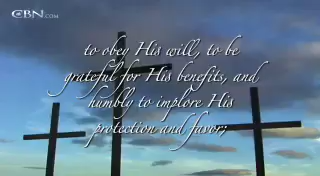 CBN.COM
to obey His will, to be
grateful for His benefits, and
humbly to implore His
protection and favor;